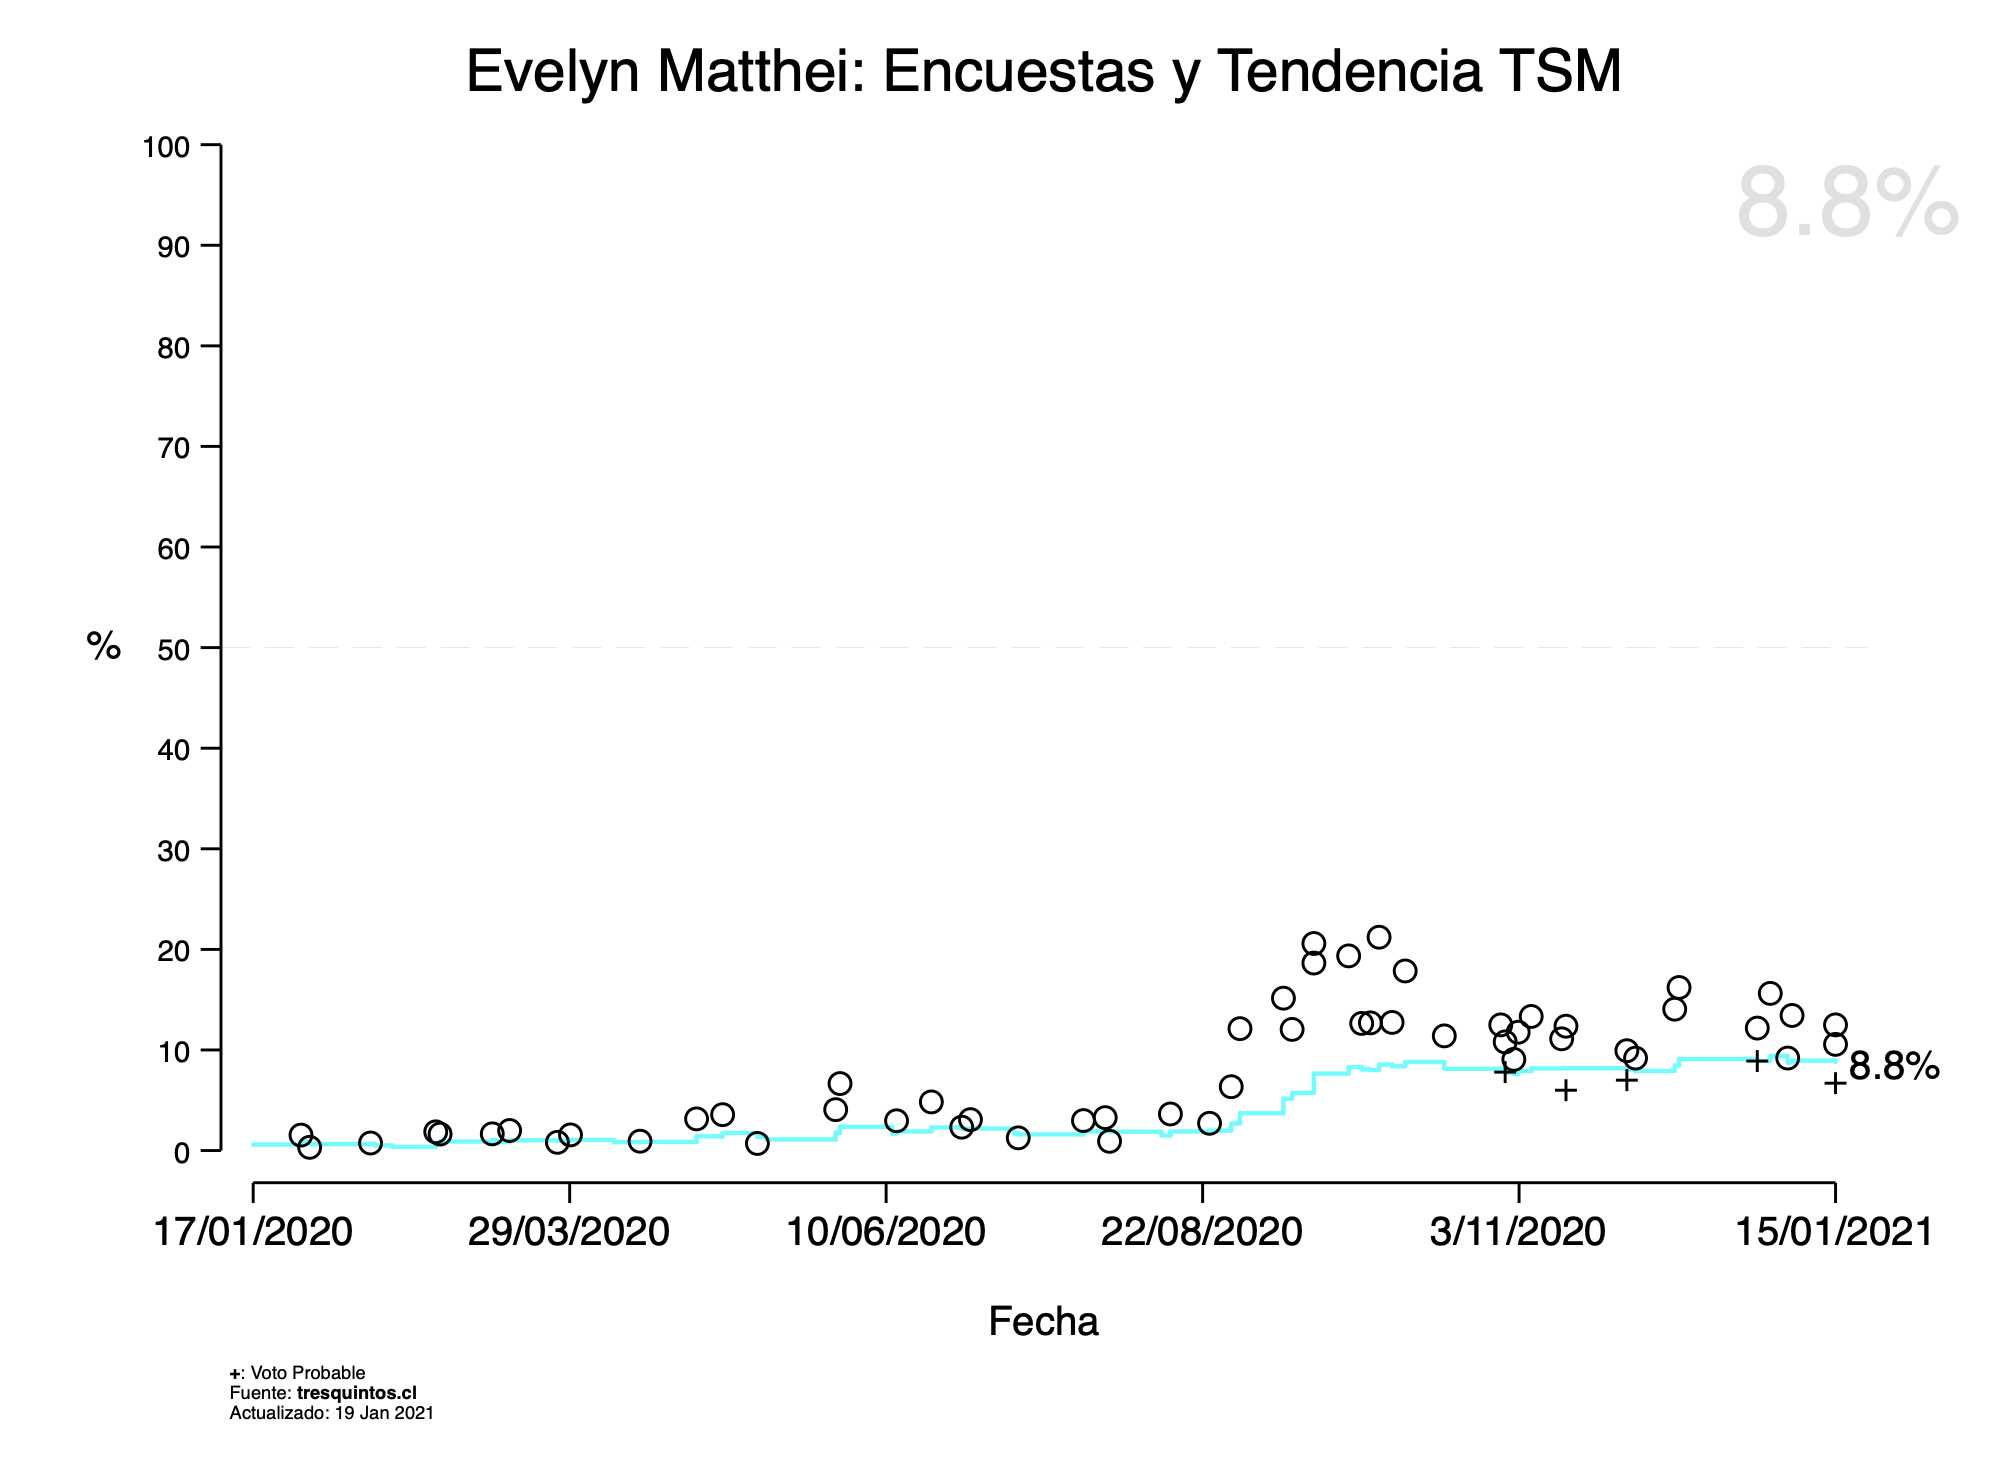 Evelyn Matthei: Encuestas y Tendencia TSM
8.8%
100
90
80
70
60
50
40
30
20
10
0
%
8.8%
17/01/2020 29/03/2020 10/06/2020 22/08/2020 3/11/2020 15/01/2021
Fecha
+: Voto Probable
Fuente: tresquintos.cl
Actualizado: 19 Jan 2021